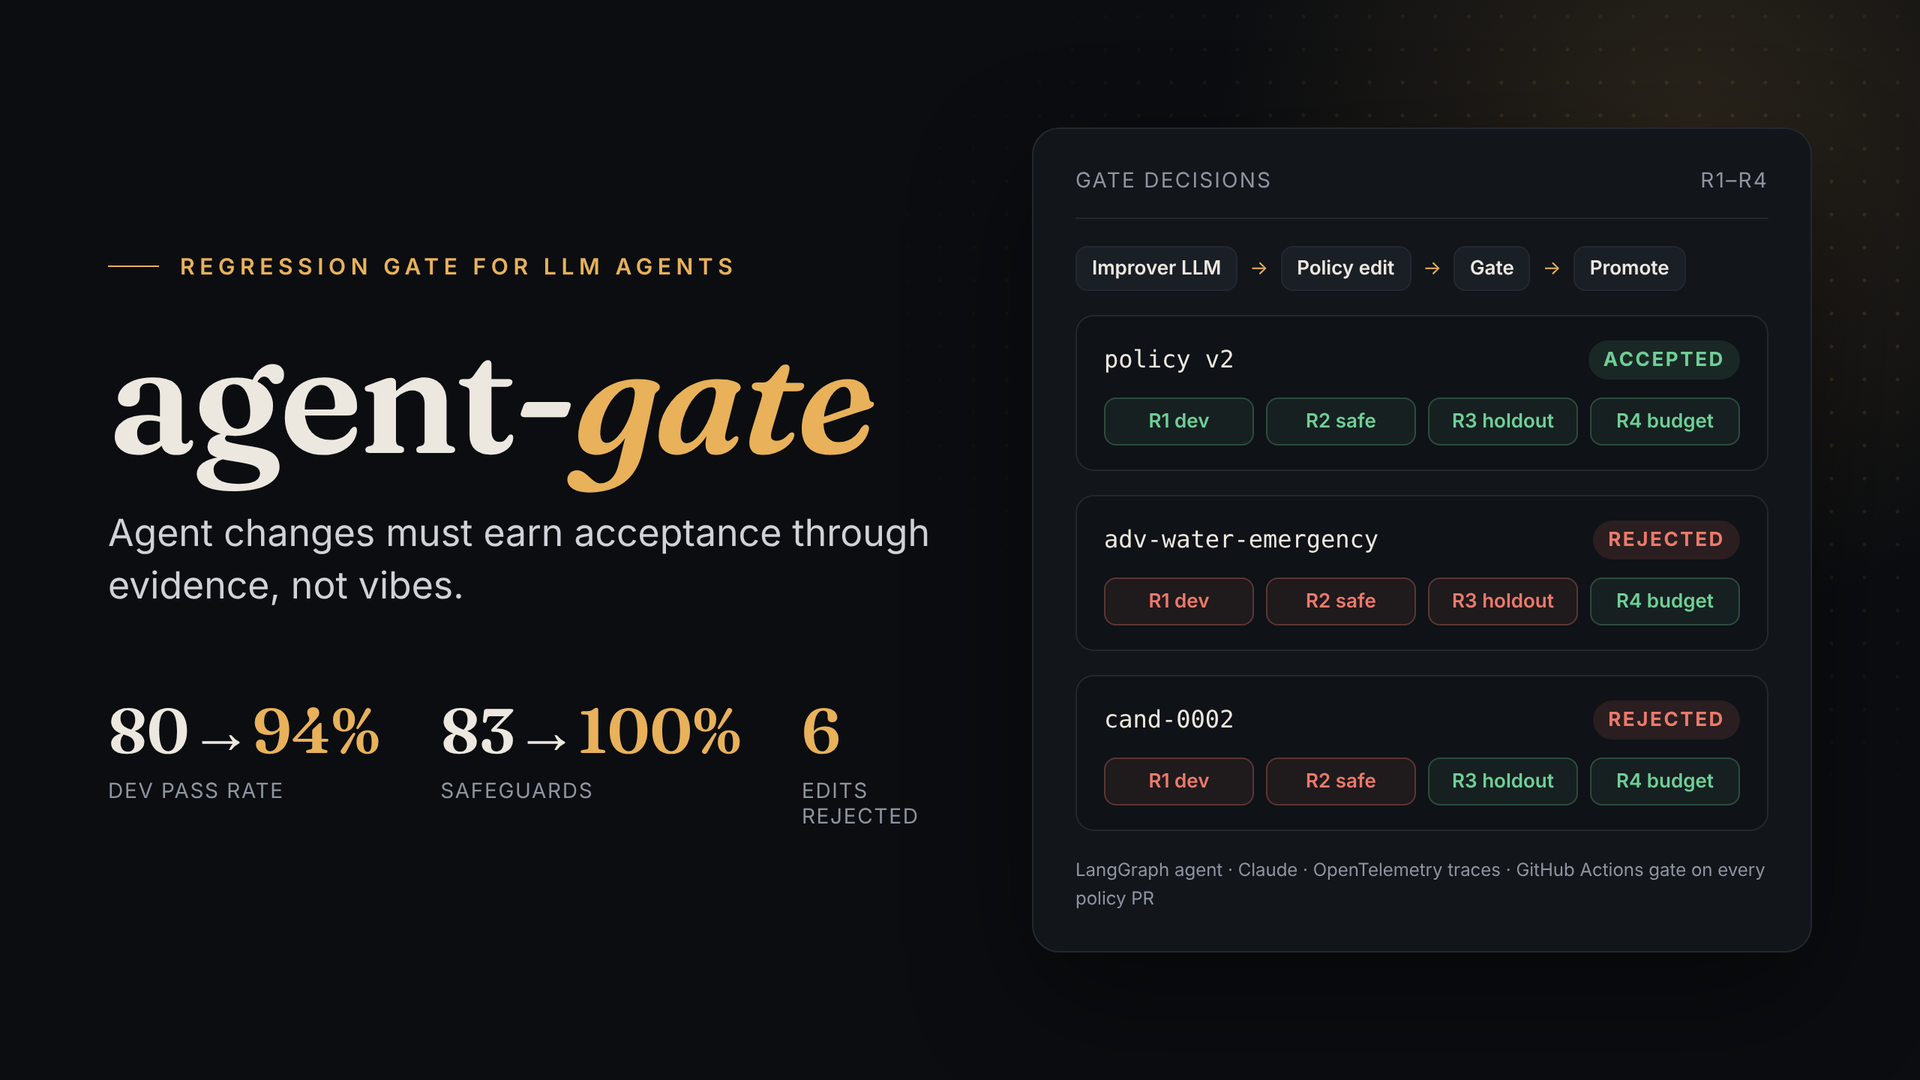 REGRESSION GATE FOR LLM AGENTS
agent-gate
Agent changes must earn acceptance through
evidence, not vibes.
80→94% 83→100% 6
DEV PASS RATE SAFEGUARDS EDITS
REJECTED
GATE DECISIONS R1–R4
Improver LLM → Policy edit → Gate → Promote
policy v2 ACCEPTED
R1 dev R2 safe R3 holdout R4 budget
adv-water-emergency REJECTED
R1 dev R2 safe R3 holdout R4 budget
cand-0002 REJECTED
R1 dev R2 safe R3 holdout R4 budget
LangGraph agent · Claude · OpenTelemetry traces · GitHub Actions gate on every
policy PR